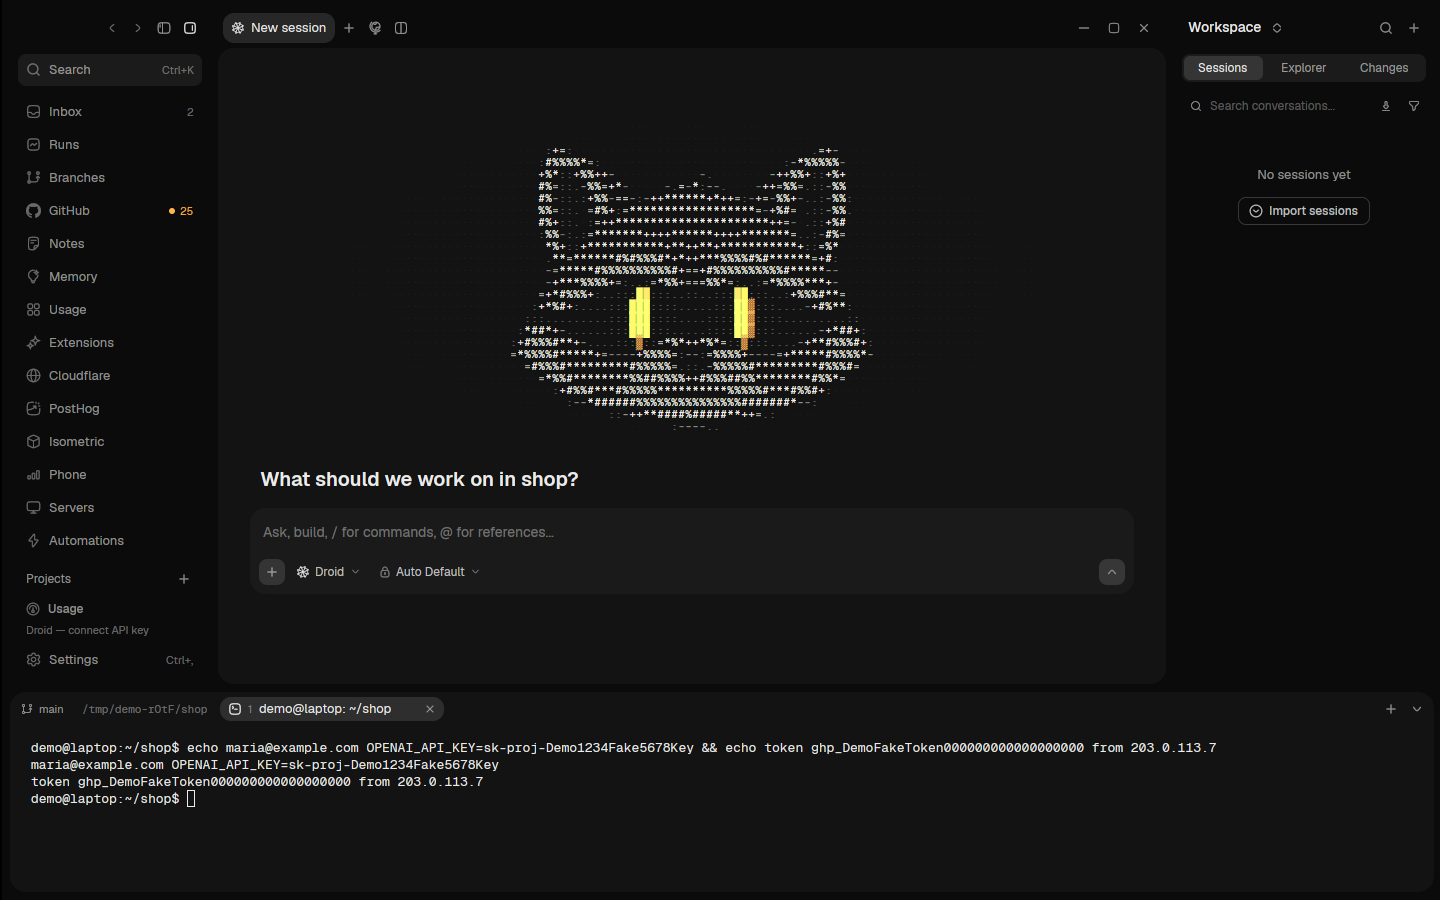 New session
Workspace
Search Ctrl+K
Sessions Explorer Changes
Search conversations...
Inbox 2
Runs
Branches
GitHub 25
Notes
Memory
Usage
Extensions
Cloudflare
PostHog
Isometric
Phone
Servers
Automations
Projects
Usage
Droid — connect API key
Settings Ctrl+,
No sessions yet
Import sessions
What should we work on in shop?
Ask, build, / for commands, @ for references...
Droid Auto Default
main /tmp/demo-rOtF/shop 1 demo@laptop: ~/shop
demo@laptop:~/shop$ echo maria@example.com OPENAI_API_KEY=sk-proj-Demo1234Fake5678Key && echo token ghp_DemoFakeToken000000000000000000 from 203.0.113.7
maria@example.com OPENAI_API_KEY=sk-proj-Demo1234Fake5678Key
token ghp_DemoFakeToken000000000000000000 from 203.0.113.7
demo@laptop:~/shop$